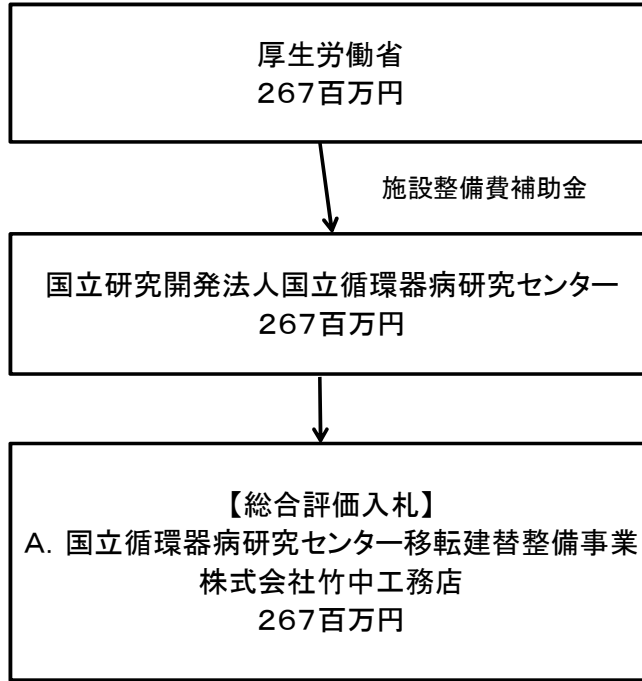 厚生労働省
267百万円
施設整備費補助金
国立研究開発法人国立循環器病研究センター
267百万円
【総合評価入札】
A．国立循環器病研究センター移転建替整備事業
株式会社竹中工務店
267百万円